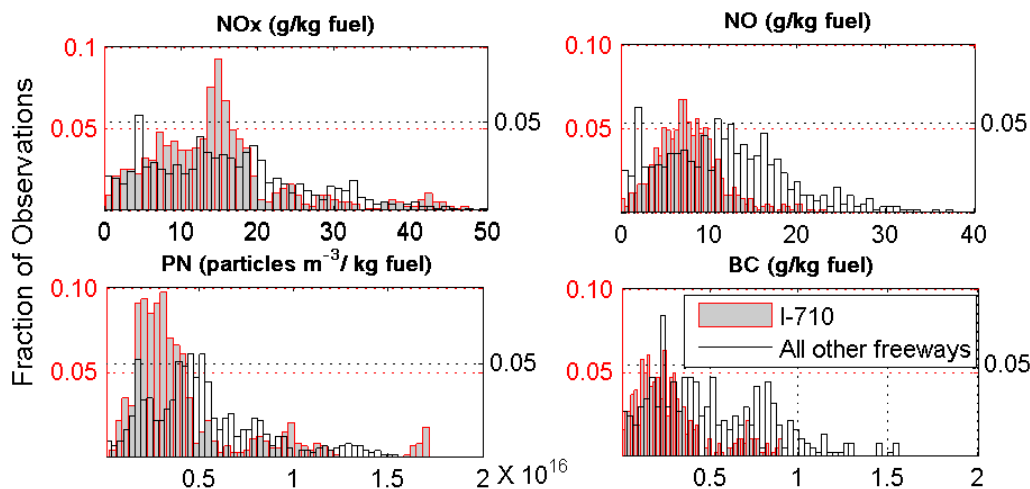 NOx (g/kg fuel)
NO (g/kg fuel)
0.1
0.05
0.05
0 10 20 30 40 50
0.10
0.05
0.05
0 10 20 30 40
Fraction of Observations
PN (particles m⁻³/ kg fuel)
BC (g/kg fuel)
0.10
0.05
0.05
0.5 1 2 X 10¹⁶
0.10
0.05
0.05
I-710
All other freeways
0.5 1 1.5 2